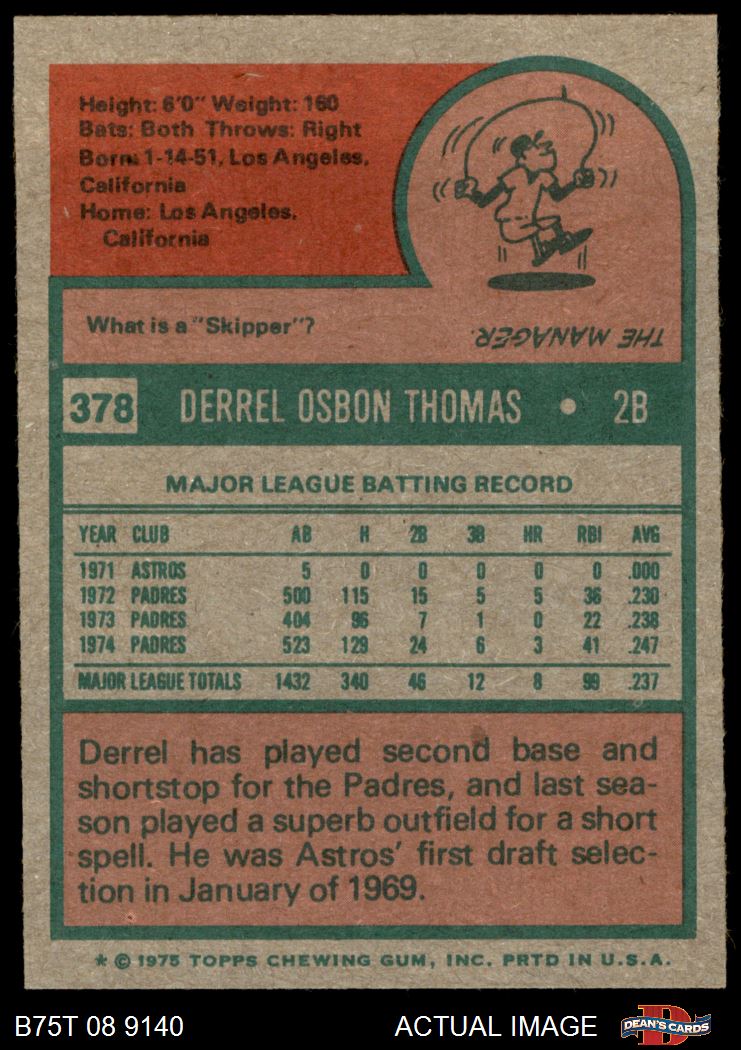 Height: 6'0" Weight: 160
Bats: Both Throws: Right
Born: 1-14-51, Los Angeles,
California
Home: Los Angeles,
California
What is a "Skipper"?
THE MANAGER.
378 DERREL OSBON THOMAS • 2B
MAJOR LEAGUE BATTING RECORD
YEAR CLUB AB H 2B 3B HR RBI AVG
1971 ASTROS 5 0 0 0 0 0 .000
1972 PADRES 500 115 15 5 5 36 .230
1973 PADRES 404 96 7 1 0 22 .238
1974 PADRES 523 129 24 6 3 41 .247
MAJOR LEAGUE TOTALS 1432 340 46 12 8 99 .237
Derrel has played second base and
shortstop for the Padres, and last sea-
son played a superb outfield for a short
spell. He was Astros' first draft selec-
tion in January of 1969.
* © 1975 TOPPS CHEWING GUM, INC. PRTD IN U.S.A.
B75T 08 9140 ACTUAL IMAGE D DEAN'S CARDS